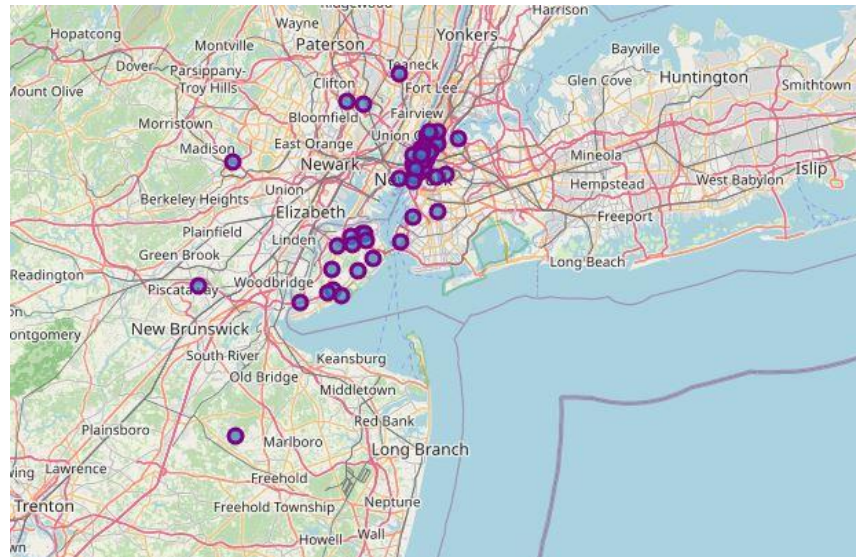 Harrison
Hopatcong
Wayne
Yonkers
Montville
Paterson
Bayville
Dover
Parsippany-
Troy Hills
Teaneck
Clifton
Fort Lee
Glen Cove
Huntington
Smithtown
Mount Olive
Bloomfield
Fairview
Morristown
Union
Madison
East Orange
Mineola
Newark
Islip
Hempstead
West Babylon
Union
Berkeley Heights
Elizabeth
Freeport
Plainfield
Linden
Green Brook
Long Beach
Readington
Woodbridge
Piscataway
New Brunswick
South River
Keansburg
Old Bridge
Middletown
Red Bank
Plainsboro
Marlboro
Long Branch
Lawrence
Freehold
Trenton
Freehold Township
Neptune
Howell
Wall